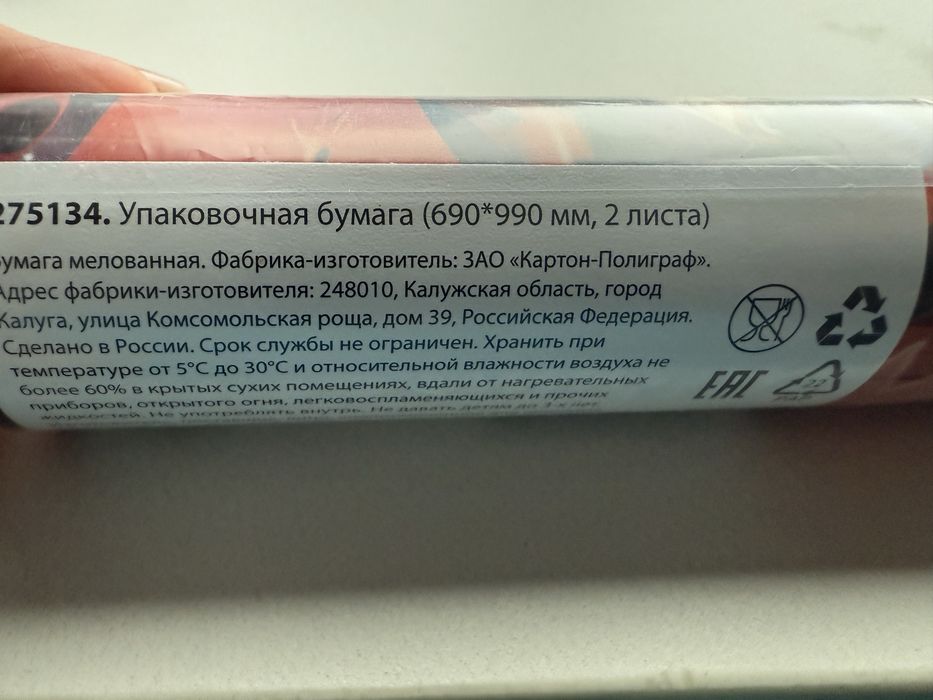 275134. Упаковочная бумага (690*990 мм, 2 листа)
бумага мелованная. Фабрика-изготовитель: ЗАО «Картон-Полиграф».
Адрес фабрики-изготовителя: 248010, Калужская область, город
Калуга, улица Комсомольская роща, дом 39, Российская Федерация.
Сделано в России. Срок службы не ограничен. Хранить при
температуре от 5°С до 30°С и относительной влажности воздуха не
более 60% в крытых сухих помещениях, вдали от нагревательных
приборов, открытого огня, легковоспламеняющихся и прочих
жидкостей. Не употреблять внутрь. Не давать детям до 3-х лет.
EAC
22
PAP